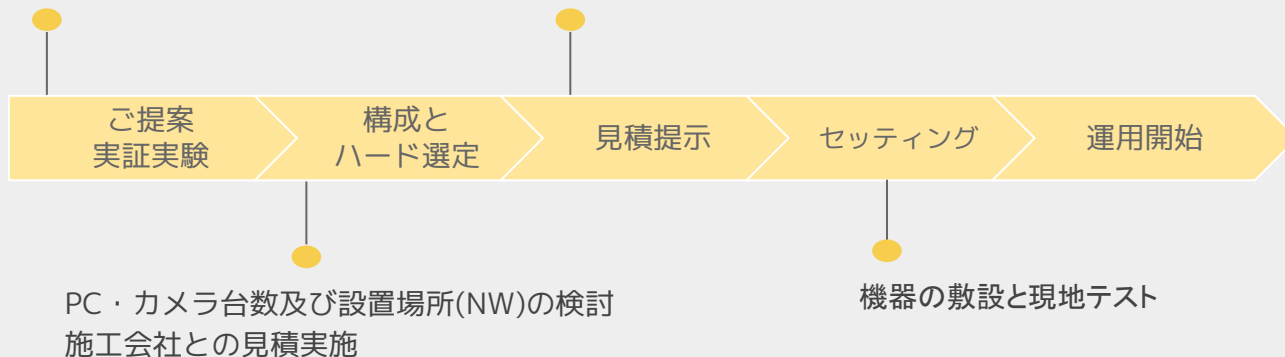 ご提案
実証実験
構成と
ハード選定
見積提示
セッティング
運用開始
PC・カメラ台数及び設置場所(NW)の検討
施工会社との見積実施
機器の敷設と現地テスト